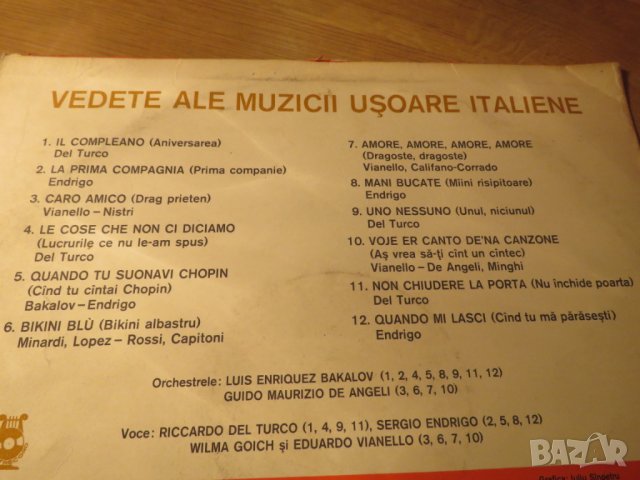 VEDETE ALE MUZICII UŞOARE ITALIENE
1. IL COMPLEANO (Aniversarea)
Del Turco
2. LA PRIMA COMPAGNIA (Prima companie)
Endrigo
3. CARO AMICO (Drag prieten)
Vianello – Nistri
4. LE COSE CHE NON CI DICIAMO
(Lucrurile ce nu le-am spus)
Del Turco
5. QUANDO TU SUONAVI CHOPIN
(Cînd tu cîntai Chopin)
Bakalov – Endrigo
6. BIKINI BLÙ (Bikini albastru)
Minardi, Lopez – Rossi, Capitoni
7. AMORE, AMORE, AMORE, AMORE
(Dragoste, dragoste)
Vianello, Califano-Corrado
8. MANI BUCATE (Mîini risipitoare)
Endrigo
9. UNO NESSUNO (Unul, niciunul)
Del Turco
10. VOJE ER CANTO DE'NA CANZONE
(Aş vrea să-ţi cînt un cîntec)
Vianello – De Angeli, Minghi
11. NON CHIUDERE LA PORTA (Nu închide poarta)
Del Turco
12. QUANDO MI LASCI (Cînd tu mă părăseşti)
Endrigo
Orchestrele: LUIS ENRIQUEZ BAKALOV (1, 2, 4, 5, 8, 9, 11, 12)
GUIDO MAURIZIO DE ANGELI (3, 6, 7, 10)
Voce: RICCARDO DEL TURCO (1, 4, 9, 11), SERGIO ENDRIGO (2, 5, 8, 12)
WILMA GOICH şi EDUARDO VIANELLO (3, 6, 7, 10)
BAZAR